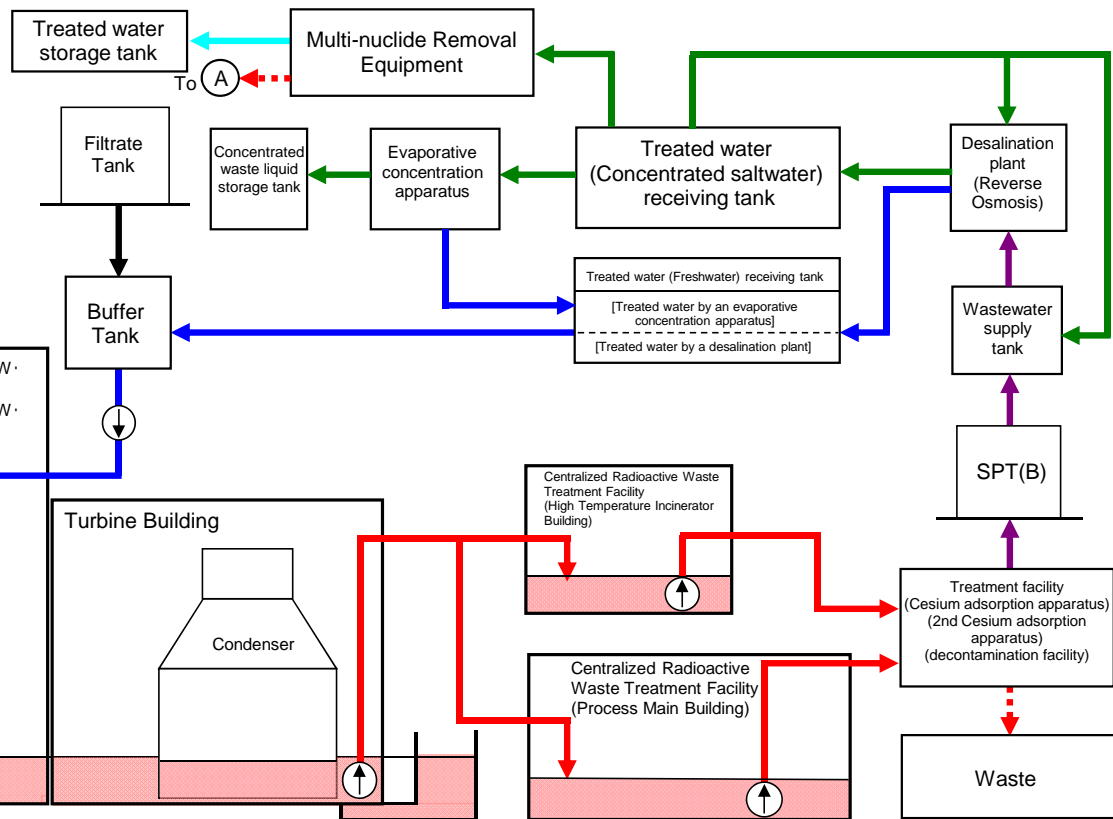 Treated water
storage tank
Multi-nuclide Removal
Equipment
To A
Filtrate
Tank
Concentrated
waste liquid
storage tank
Evaporative
concentration
apparatus
Treated water
(Concentrated saltwater)
receiving tank
Desalination
plant
(Reverse
Osmosis)
Treated water (Freshwater) receiving tank
[Treated water by an evaporative
concentration apparatus]
[Treated water by a desalination plant]
Buffer
Tank
Wastewater
supply
tank
W・
W・
SPT(B)
Turbine Building
Condenser
Centralized Radioactive Waste
Treatment Facility
(High Temperature Incinerator
Building)
Treatment facility
(Cesium adsorption apparatus)
(2nd Cesium adsorption
apparatus)
(decontamination facility)
Centralized Radioactive
Waste Treatment Facility
(Process Main Building)
Waste